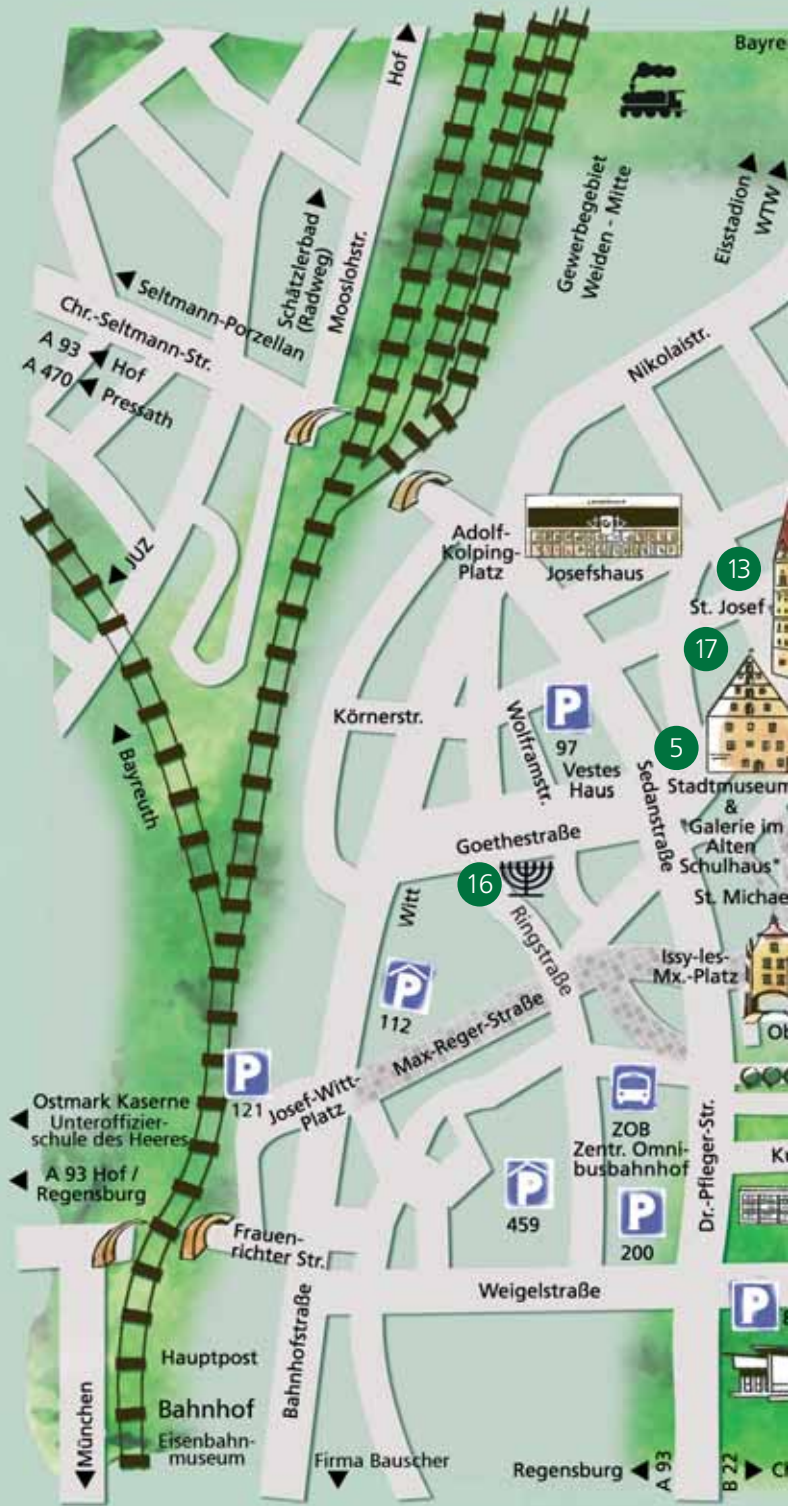 Bayre
Hof
Gewerbegebiet
Weiden - Mitte
Eisstadion
WTW
Schätzlerbad
(Radweg)
Mooslohstr.
Seltmann-Porzellan
Chr.-Seltmann-Str.
A 93 Hof
A 470 Pressath
Nikolaistr.
JUZ
Adolf-
Kolping-
Platz
Josefshaus
13
St. Josef
17
Körnerstr.
Wolframstr.
P
97
Vestes
Haus
5
Sedanstraße
Stadtmuseum
&
"Galerie im
Alten
Schulhaus"
Bayreuth
Goethestraße
16
Witt
Ringstraße
St. Michae
Issy-les-
Mx.-Platz
P
112
Max-Reger-Straße
Ob
P
121
Josef-Witt-
Platz
Ostmark Kaserne
Unteroffizier-
schule des Heeres
ZOB
Zentr. Omni-
busbahnhof
Dr.-Pfleger-Str.
Ku
A 93 Hof /
Regensburg
P
459
P
200
Frauen-
richter Str.
Weigelstraße
P
8
Bahnhofstraße
Hauptpost
Bahnhof
Eisenbahn-
museum
München
Firma Bauscher
Regensburg
A 93
B 22
Ch